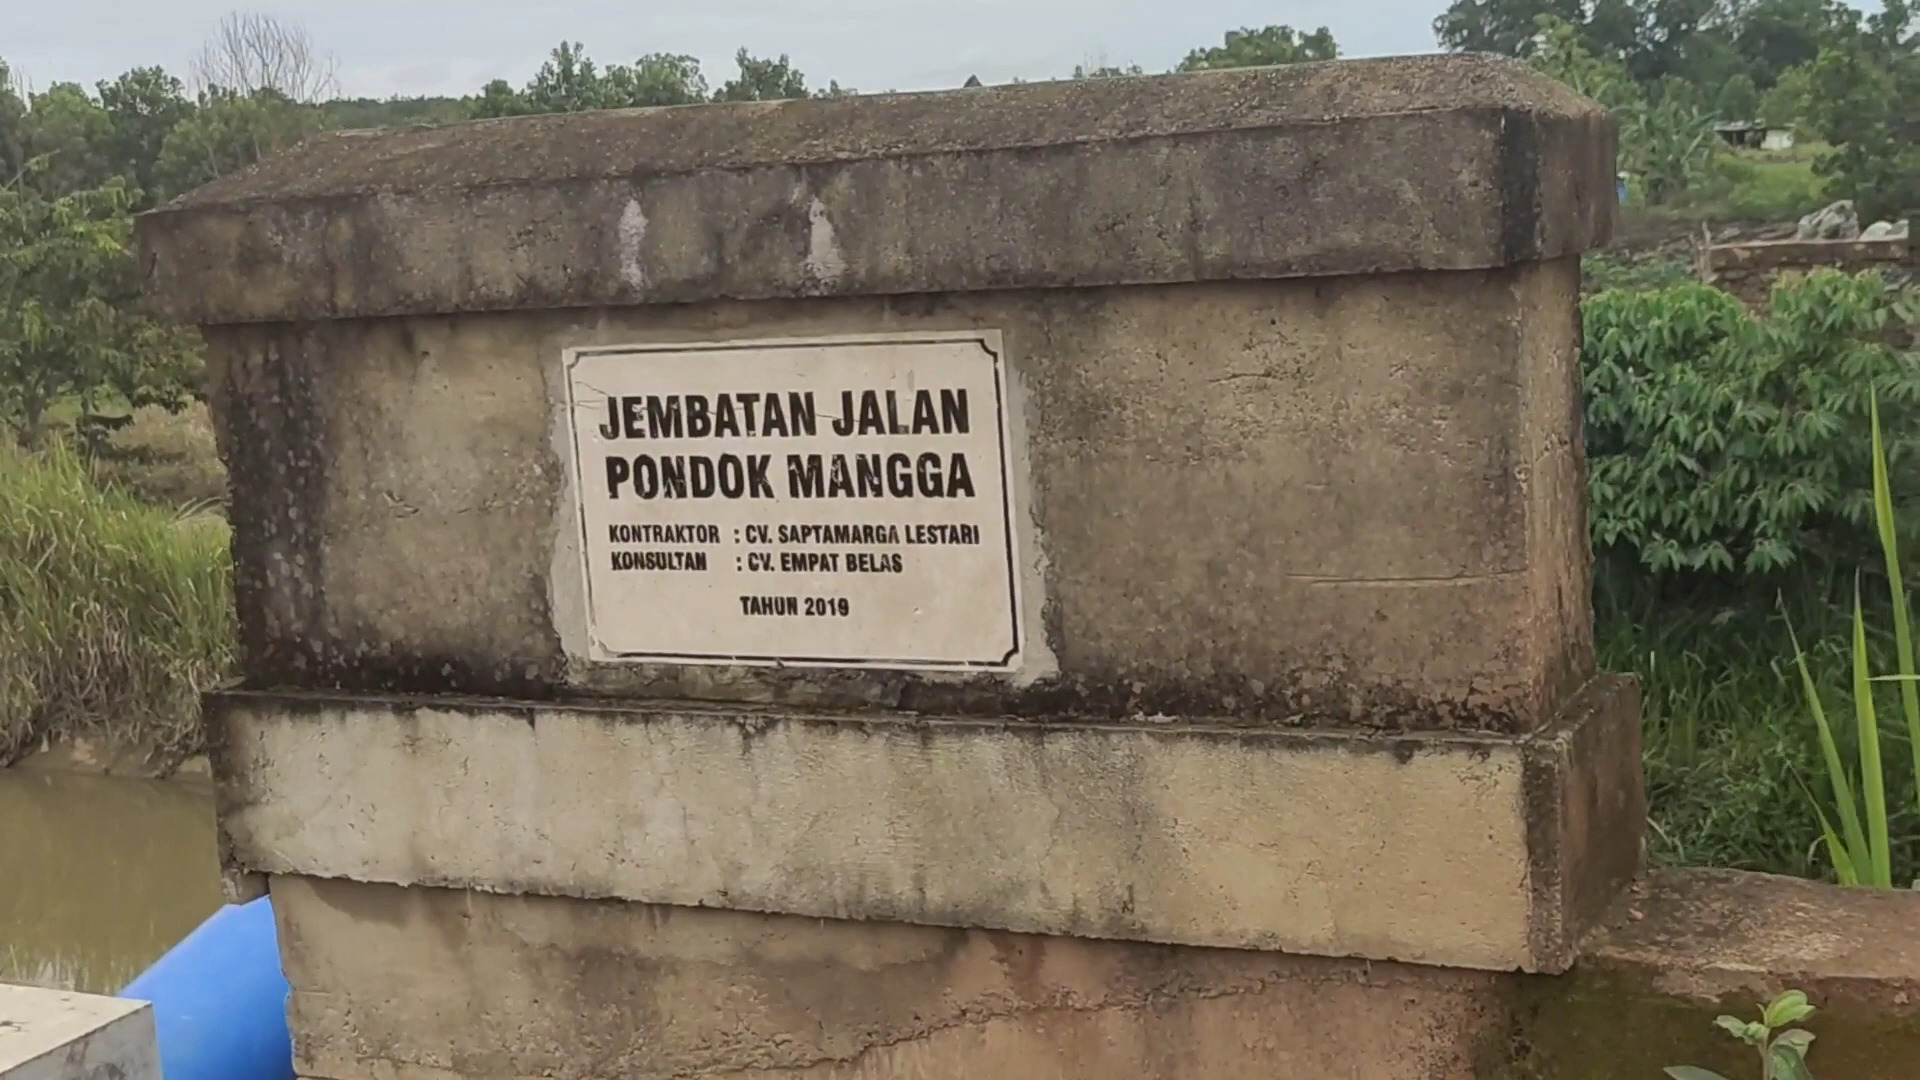 JEMBATAN JALAN
PONDOK MANGGA
KONTRAKTOR : CV. SAPTAMARGA LESTARI
KONSULTAN : CV. EMPAT BELAS
TAHUN 2019